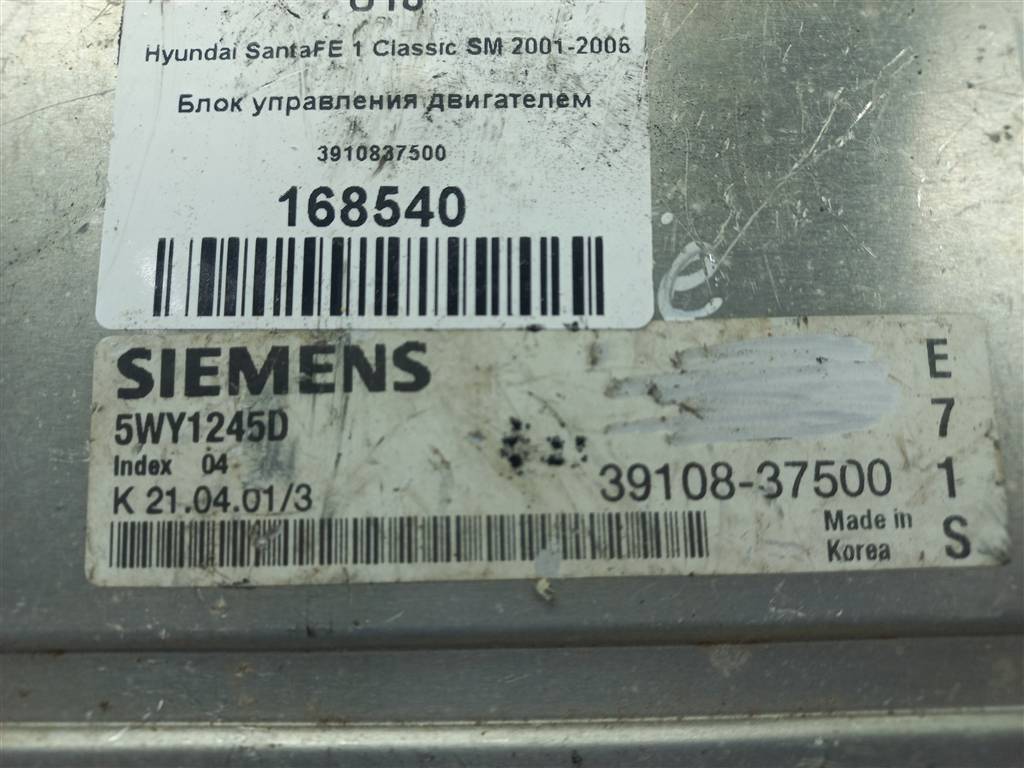 Hyundai SantaFE 1 Classic SM 2001-2006
Блок управления двигателем
3910837500
168540
SIEMENS
5WY1245D
Index 04
K 21.04.01/3
39108-37500
Made in
Korea
E
7
1
S